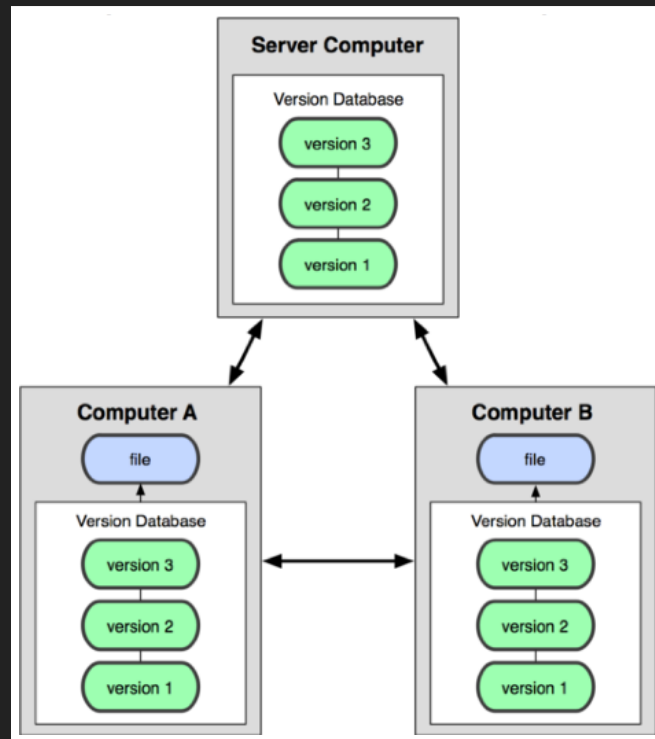 Server Computer
Version Database
version 3
version 2
version 1
Computer A
file
Version Database
version 3
version 2
version 1
Computer B
file
Version Database
version 3
version 2
version 1